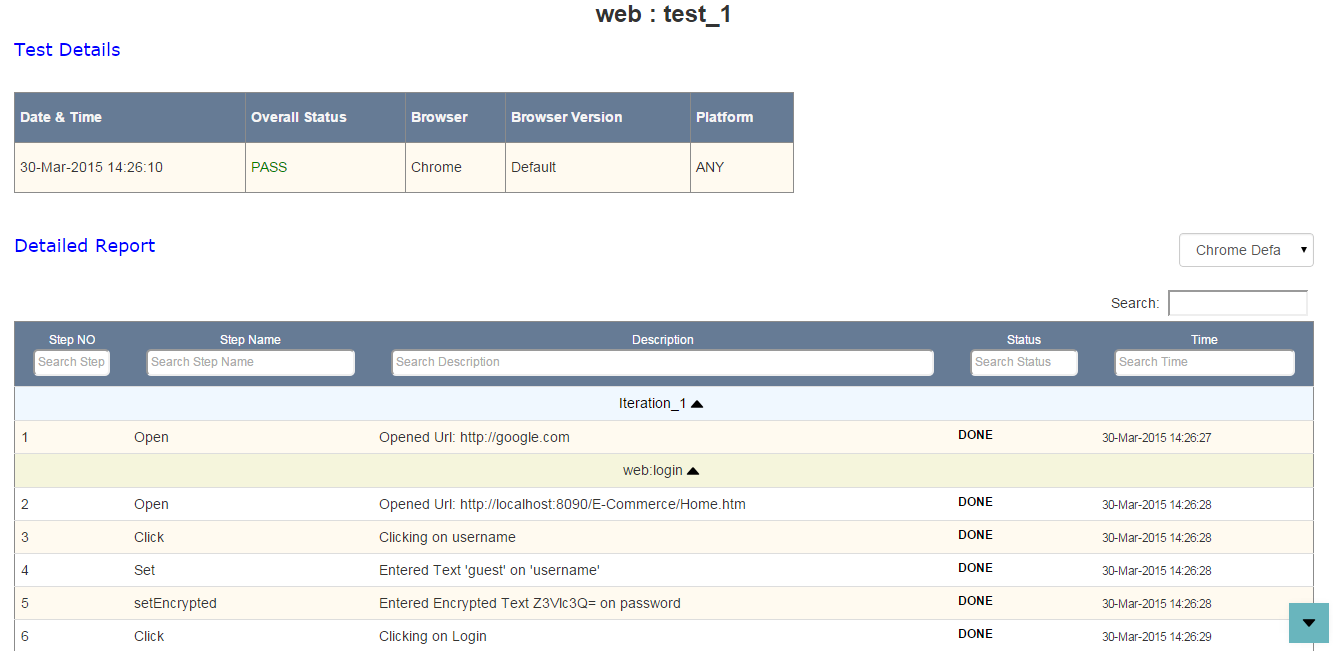 web : test_1
Test Details
Date & Time Overall Status Browser Browser Version Platform
30-Mar-2015 14:26:10 PASS Chrome Default ANY
Detailed Report
Chrome Defa
Search:
Step NO Step Name Description Status Time
Search Step Search Step Name Search Description Search Status Search Time
Iteration_1
1 Open Opened Url: http://google.com DONE 30-Mar-2015 14:26:27
web:login
2 Open Opened Url: http://localhost:8090/E-Commerce/Home.htm DONE 30-Mar-2015 14:26:28
3 Click Clicking on username DONE 30-Mar-2015 14:26:28
4 Set Entered Text 'guest' on 'username' DONE 30-Mar-2015 14:26:28
5 setEncrypted Entered Encrypted Text Z3Vlc3Q= on password DONE 30-Mar-2015 14:26:28
6 Click Clicking on Login DONE 30-Mar-2015 14:26:29